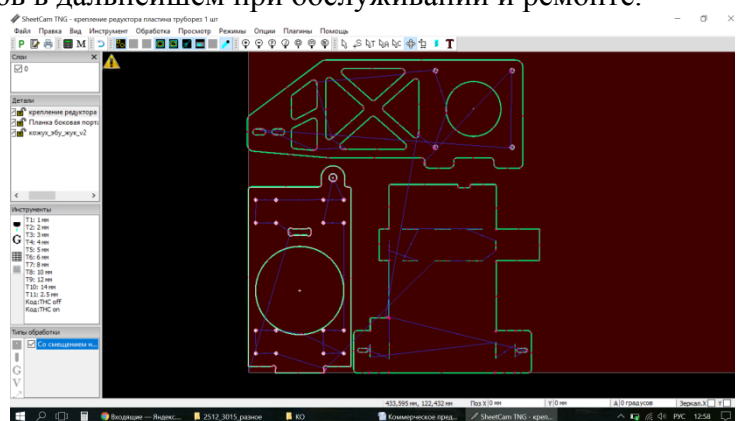 ов в дальнейшем при обслуживании и ремонте.
SheetCam TNG - крепление редуктора пластина труборез 1 шт
Файл Правка Вид Инструмент Обработка Просмотр Режимы Опции Плагины Помощь
P M T
Слои X
0
Детали
крепление редуктора
Планка боковая порта
кожух_эбу_жук_v2
Инструменты
T1: 1 мм
T2: 2 мм
T3: 3 мм
T4: 4 мм
T5: 5 мм
T6: 6 мм
T7: 8 мм
T8: 10 мм
T9: 12 мм
T10: 14 мм
T11: 2.5 мм
Код:THC off
Код:THC on
Типы обработки
Со смещением н...
433,595 мм, 122,432 мм Поз X 0 мм Y 0 мм A 0 градусов Зеркал.X Y
Входящие — Яндекс... 2512_3015_разное КО Коммерческое пред... SheetCam TNG - креп... РУС 12:58